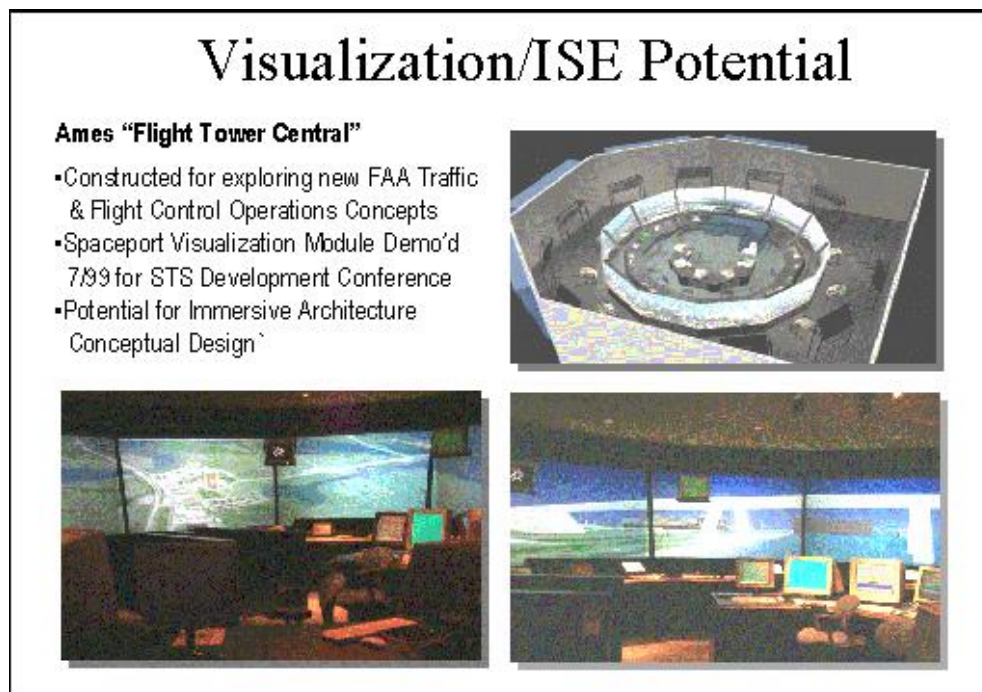 Visualization/ISE Potential
Ames “Flight Tower Central”
▪Constructed for exploring new FAA Traffic
& Flight Control Operations Concepts
▪Spaceport Visualization Module Demo'd
7/99 for STS Development Conference
▪Potential for Immersive Architecture
Conceptual Design`